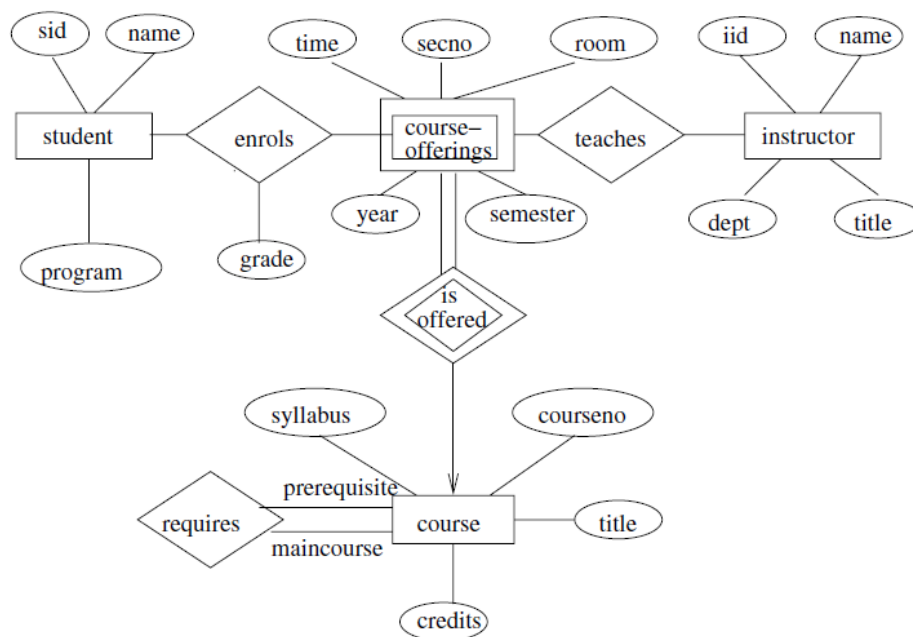 sid
name
time
secno
room
iid
name
student
enrols
course–
offerings
teaches
instructor
year
semester
dept
title
program
grade
is
offered
syllabus
courseno
prerequisite
requires
course
title
maincourse
credits